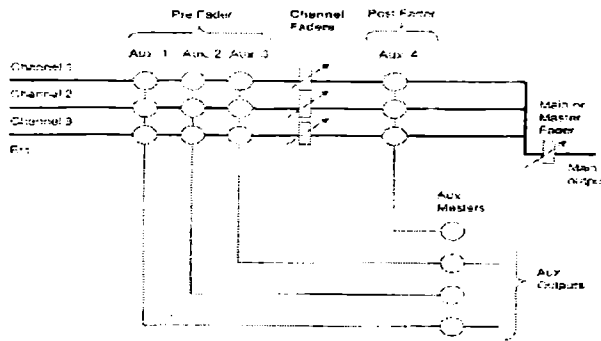 Pre Fader
Channel Faders
Post Fader
Aux. 1 Aux. 2 Aux. 3
Aux. 4
Channel 1
Channel 2
Channel 3
Etc
Main or Master Fader
Main output
Aux Masters
Aux Outputs